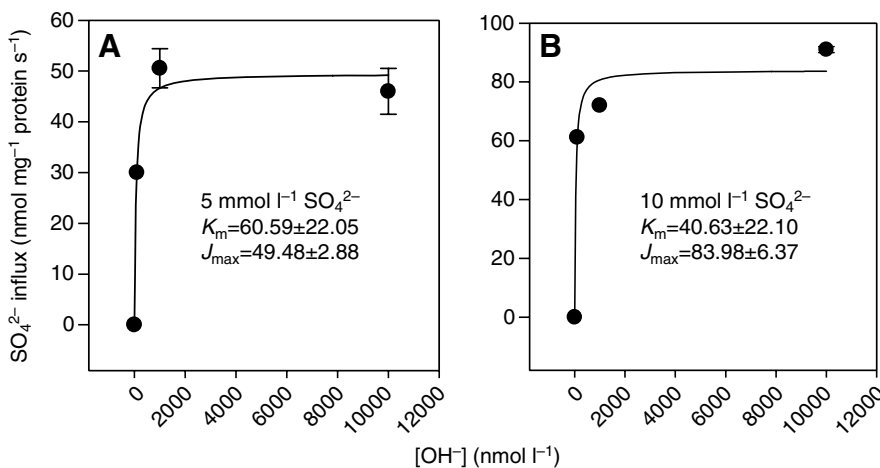 A
B
SO₄²⁻ influx (nmol mg⁻¹ protein s⁻¹)
60
50
40
30
20
10
0
5 mmol l⁻¹ SO₄²⁻
Kₘ=60.59±22.05
Jₘₐₓ=49.48±2.88
0
2000
4000
6000
8000
10000
12000
100
80
60
40
20
0
10 mmol l⁻¹ SO₄²⁻
Kₘ=40.63±22.10
Jₘₐₓ=83.98±6.37
0
2000
4000
6000
8000
10000
12000
[OH⁻] (nmol l⁻¹)